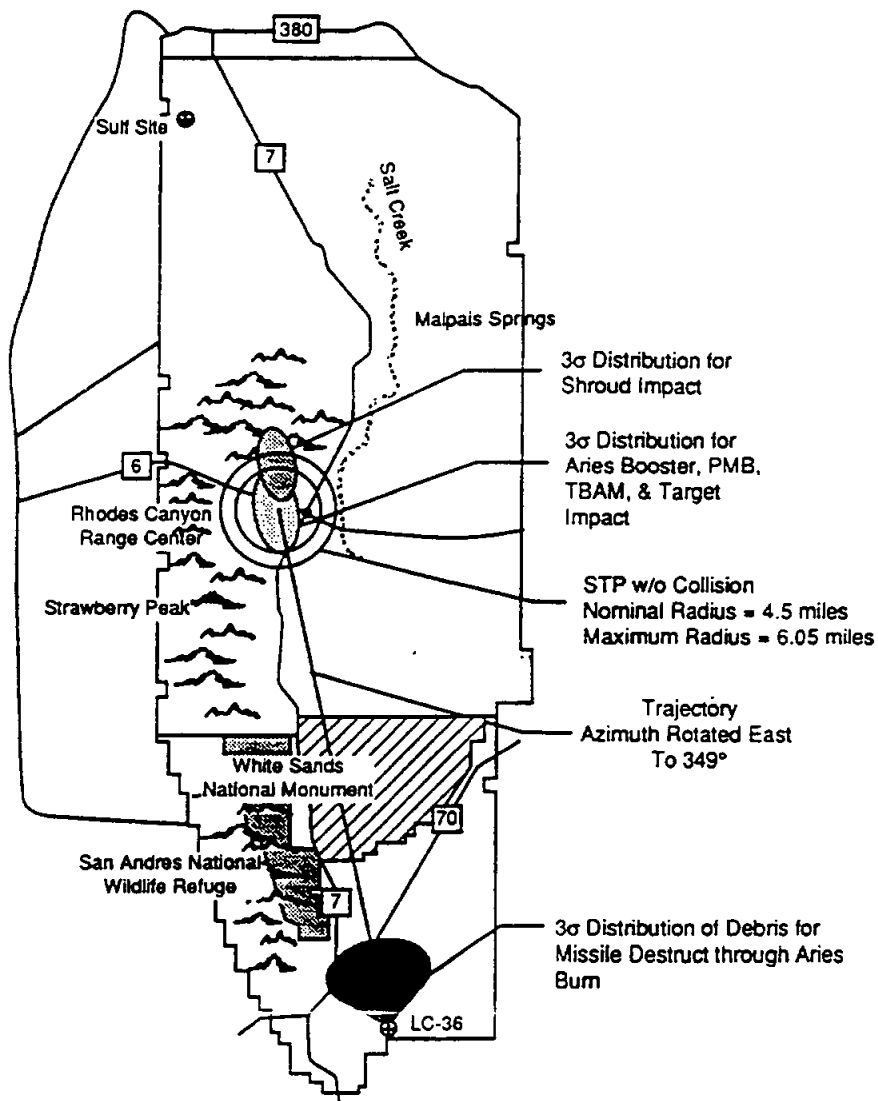 380
Sulf Site
7
Salt Creek
Malpais Springs
3σ Distribution for
Shroud Impact
3σ Distribution for
Aries Booster, PMB,
TBAM, & Target
Impact
6
Rhodes Canyon
Range Center
STP w/o Collision
Nominal Radius = 4.5 miles
Maximum Radius = 6.05 miles
Strawberry Peak
Trajectory
Azimuth Rotated East
To 349°
White Sands
National Monument
70
San Andres National
Wildlife Refuge
7
3σ Distribution of Debris for
Missile Destruct through Aries
Burn
LC-36